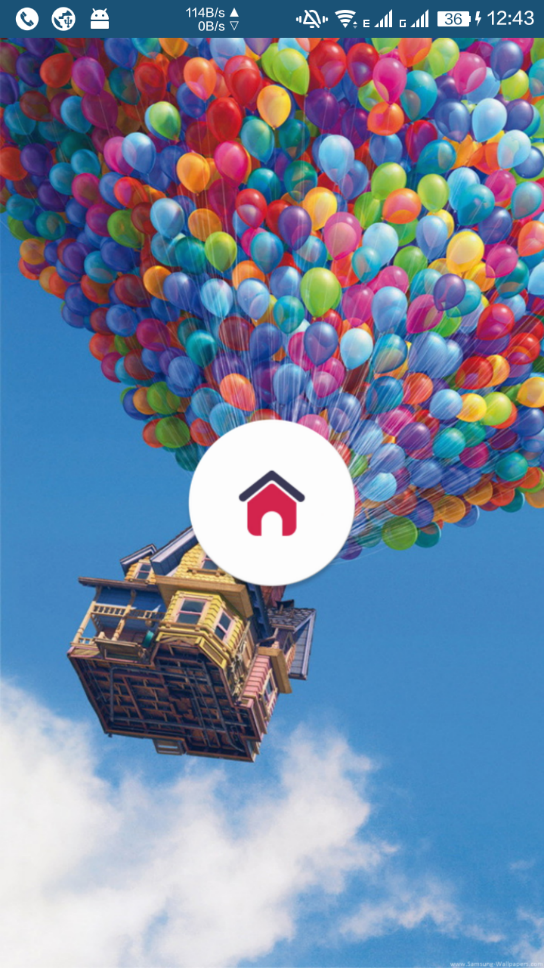 114B/s ▲
0B/s ▽
E G 36 12:43
www.Samsung-Wallpapers.com